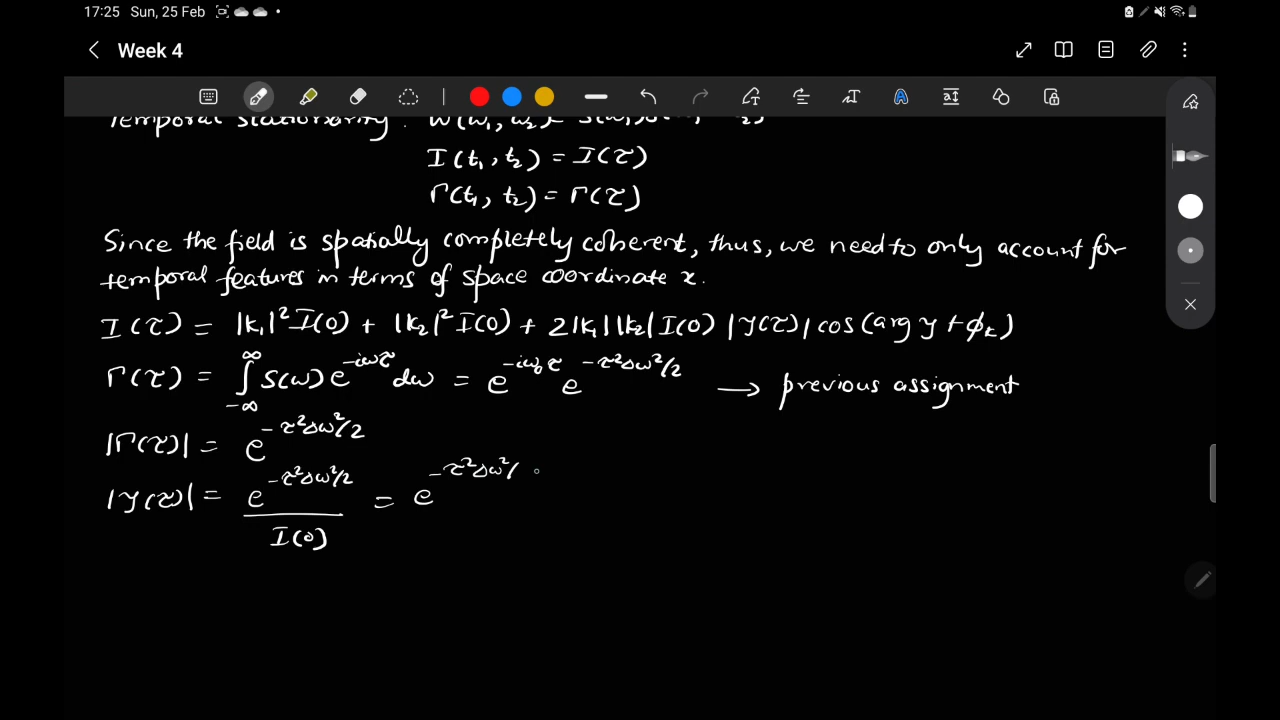 17:25 Sun, 25 Feb
Week 4
Temporal stationarity :
I(t₁, t₂) = I(τ)
Γ(t₁, t₂) = Γ(τ)
Since the field is spatially completely coherent, thus, we need to only account for
temporal features in terms of space coordinate x.
I(τ) = |k₁|² I(0) + |k₂|² I(0) + 2|k₁||k₂| I(0) |γ(τ)| cos(arg γ + ϕₖ)
Γ(τ) = ∫_{-∞}^{∞} S(ω) e^{-iωτ} dω = e^{-iω₀τ} e^{-τ²Δω²/2} → previous assignment
|Γ(τ)| = e^{-τ²Δω²/2}
|γ(τ)| = e^{-τ²Δω²/2} / I(0) = e^{-τ²Δω²/